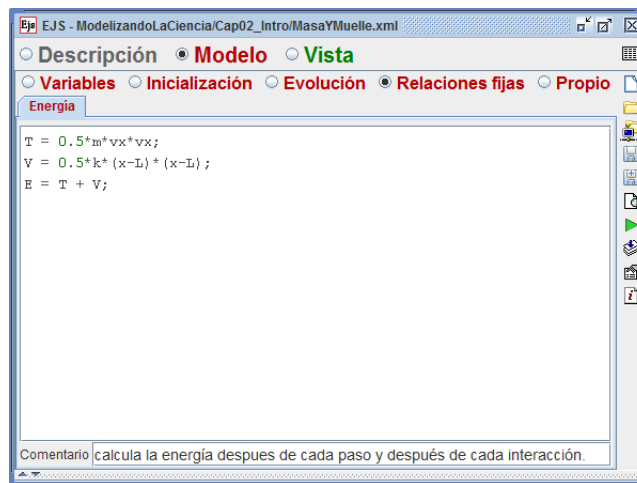 Ejs EJS - ModelizandoLaCiencia/Cap02_Intro/MasaYMuelle.xml
Descripción Modelo Vista
Variables Inicialización Evolución Relaciones fijas Propio
Energía
T = 0.5*m*vx*vx;
V = 0.5*k*(x-L)*(x-L);
E = T + V;
Comentario calcula la energía despues de cada paso y después de cada interacción.